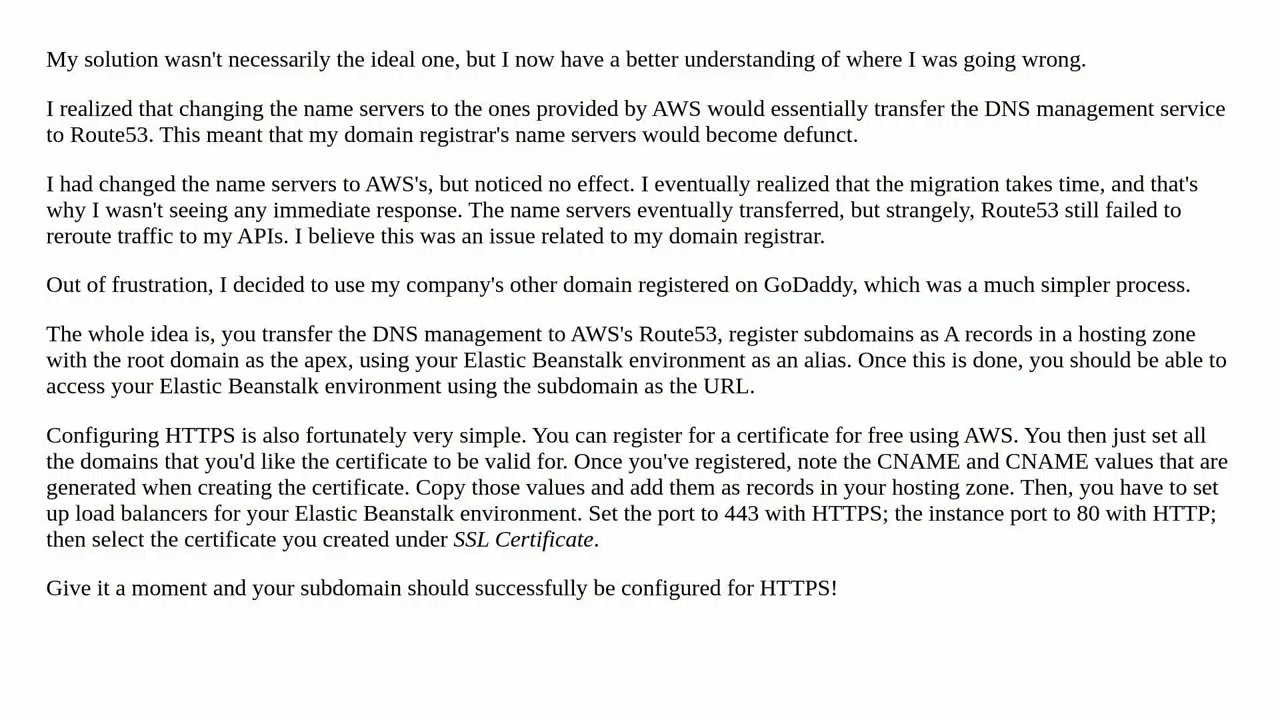 My solution wasn't necessarily the ideal one, but I now have a better understanding of where I was going wrong.
I realized that changing the name servers to the ones provided by AWS would essentially transfer the DNS management service
to Route53. This meant that my domain registrar's name servers would become defunct.
I had changed the name servers to AWS's, but noticed no effect. I eventually realized that the migration takes time, and that's
why I wasn't seeing any immediate response. The name servers eventually transferred, but strangely, Route53 still failed to
reroute traffic to my APIs. I believe this was an issue related to my domain registrar.
Out of frustration, I decided to use my company's other domain registered on GoDaddy, which was a much simpler process.
The whole idea is, you transfer the DNS management to AWS's Route53, register subdomains as A records in a hosting zone
with the root domain as the apex, using your Elastic Beanstalk environment as an alias. Once this is done, you should be able to
access your Elastic Beanstalk environment using the subdomain as the URL.
Configuring HTTPS is also fortunately very simple. You can register for a certificate for free using AWS. You then just set all
the domains that you'd like the certificate to be valid for. Once you've registered, note the CNAME and CNAME values that are
generated when creating the certificate. Copy those values and add them as records in your hosting zone. Then, you have to set
up load balancers for your Elastic Beanstalk environment. Set the port to 443 with HTTPS; the instance port to 80 with HTTP;
then select the certificate you created under SSL Certificate.
Give it a moment and your subdomain should successfully be configured for HTTPS!